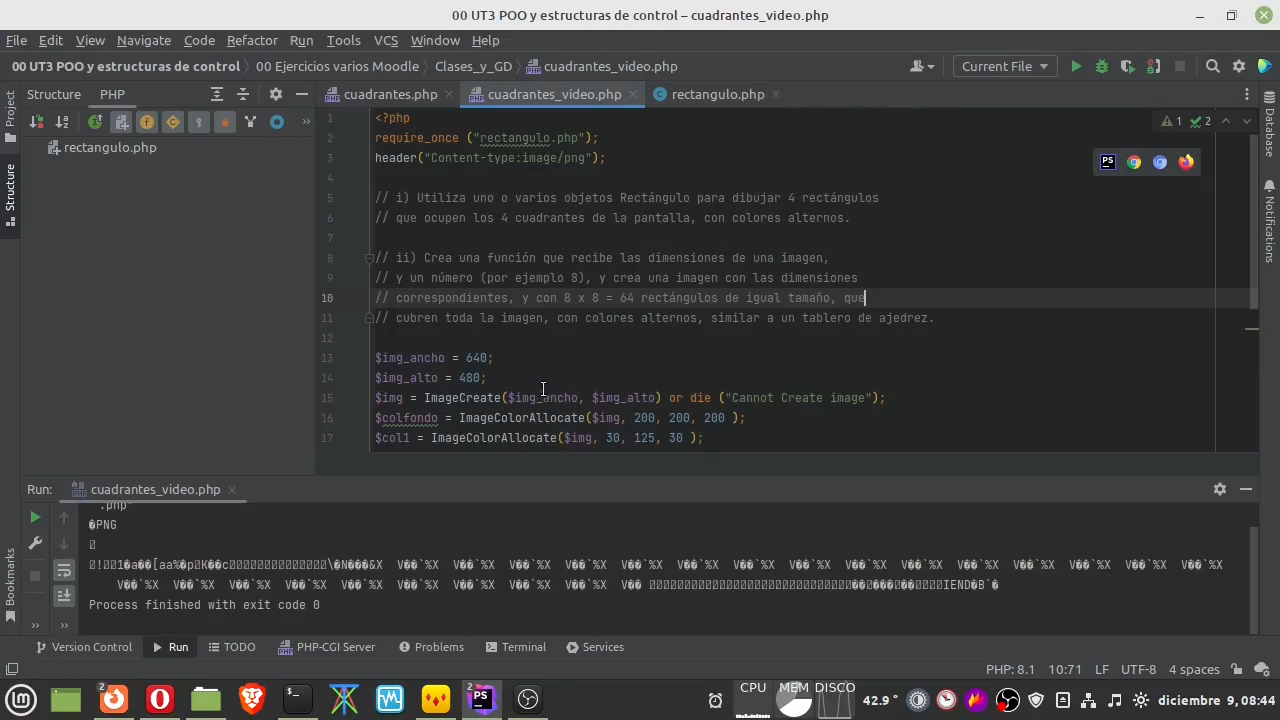 00 UT3 POO y estructuras de control – cuadrantes_video.php
File Edit View Navigate Code Refactor Run Tools VCS Window Help
00 UT3 POO y estructuras de control 00 Ejercicios varios Moodle Clases_y_GD cuadrantes_video.php Current File
Project
Structure PHP
cuadrantes.php cuadrantes_video.php rectangulo.php
rectangulo.php
Structure
Bookmarks
Database
Notifications
1 2
1 <?php
2 require_once ("rectangulo.php");
3 header("Content-type:image/png");
4
5 // i) Utiliza uno o varios objetos Rectángulo para dibujar 4 rectángulos
6 // que ocupen los 4 cuadrantes de la pantalla, con colores alternos.
7
8 // ii) Crea una función que recibe las dimensiones de una imagen,
9 // y un número (por ejemplo 8), y crea una imagen con las dimensiones
10 // correspondientes, y con 8 x 8 = 64 rectángulos de igual tamaño, que
11 // cubren toda la imagen, con colores alternos, similar a un tablero de ajedrez.
12
13 $img_ancho = 640;
14 $img_alto = 480;
15 $img = ImageCreate($img_ancho, $img_alto) or die ("Cannot Create image");
16 $colfondo = ImageColorAllocate($img, 200, 200, 200 );
17 $col1 = ImageColorAllocate($img, 30, 125, 30 );
Run: cuadrantes_video.php
.php"
PNG
Process finished with exit code 0
Version Control Run TODO PHP-CGI Server Problems Terminal Services
PHP: 8.1 10:71 LF UTF-8 4 spaces
2 2 CPU MEM DISCO 42.9 ° diciembre 9, 08:44